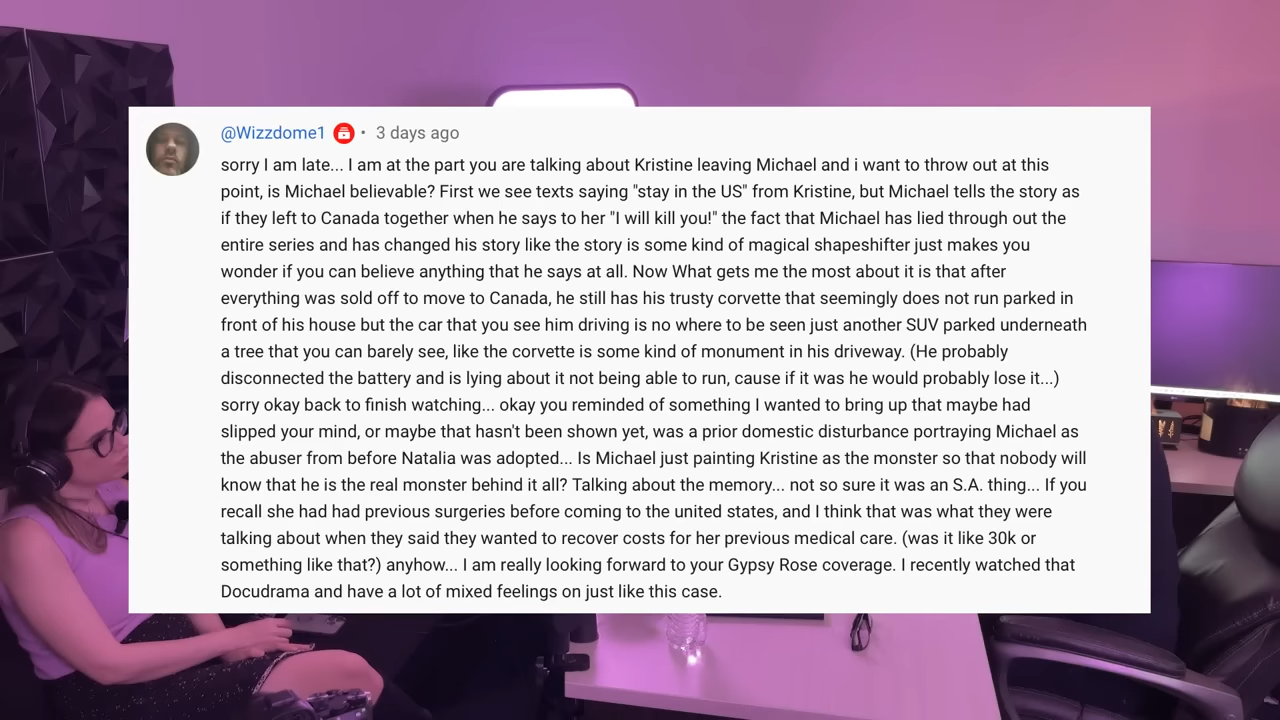 @Wizzdome1 • 3 days ago
sorry I am late... I am at the part you are talking about Kristine leaving Michael and i want to throw out at this
point, is Michael believable? First we see texts saying "stay in the US" from Kristine, but Michael tells the story as
if they left to Canada together when he says to her "I will kill you!" the fact that Michael has lied through out the
entire series and has changed his story like the story is some kind of magical shapeshifter just makes you
wonder if you can believe anything that he says at all. Now What gets me the most about it is that after
everything was sold off to move to Canada, he still has his trusty corvette that seemingly does not run parked in
front of his house but the car that you see him driving is no where to be seen just another SUV parked underneath
a tree that you can barely see, like the corvette is some kind of monument in his driveway. (He probably
disconnected the battery and is lying about it not being able to run, cause if it was he would probably lose it...)
sorry okay back to finish watching... okay you reminded of something I wanted to bring up that maybe had
slipped your mind, or maybe that hasn't been shown yet, was a prior domestic disturbance portraying Michael as
the abuser from before Natalia was adopted... Is Michael just painting Kristine as the monster so that nobody will
know that he is the real monster behind it all? Talking about the memory... not so sure it was an S.A. thing... If you
recall she had had previous surgeries before coming to the united states, and I think that was what they were
talking about when they said they wanted to recover costs for her previous medical care. (was it like 30k or
something like that?) anyhow... I am really looking forward to your Gypsy Rose coverage. I recently watched that
Docudrama and have a lot of mixed feelings on just like this case.